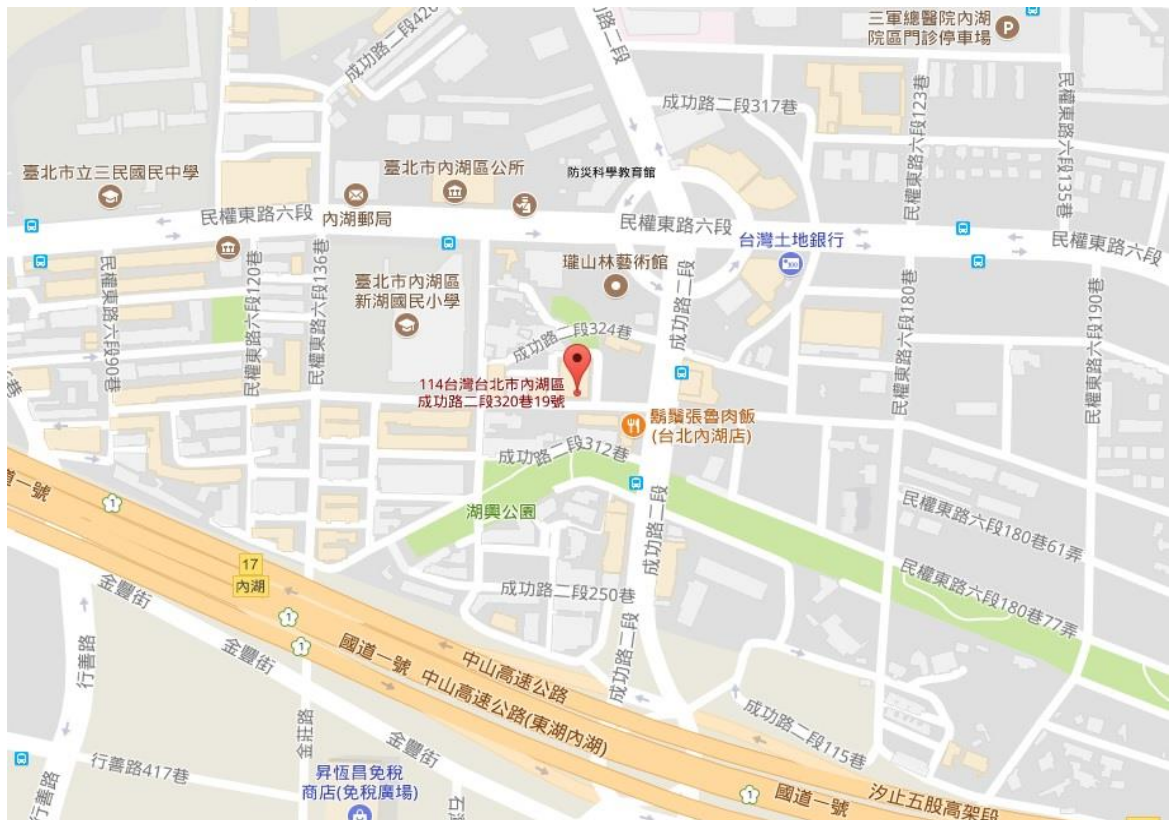 三軍總醫院內湖
院區門診停車場
P
成功路二段
成功路二段317巷
民權東路六段123巷
民權東路六段135巷
臺北市立三民國民中學
臺北市內湖區公所
內湖郵局
防災科學教育館
民權東路六段
民權東路六段
民權東路六段
台灣土地銀行
瓏山林藝術館
臺北市內湖區
新湖國民小學
民權東路六段90巷
民權東路六段120巷
民權東路六段136巷
成功路二段
成功路二段324巷
民權東路六段180巷
民權東路六段190巷
114台灣台北市內湖區
成功路二段320巷19號
鬍鬚張魯肉飯
(台北內湖店)
成功路二段312巷
湖興公園
成功路二段
民權東路六段180巷61弄
民權東路六段180巷77弄
1
17
內湖
成功路二段250巷
成功路二段
金豐街
金豐街
金豐街
行善路
行善路
1
1
國道一號
中山高速公路
中山高速公路(東湖內湖)
金莊路
成功路二段115巷
行善路417巷
昇恆昌免稅
商店(免稅廣場)
1
國道一號
汐止五股高架段